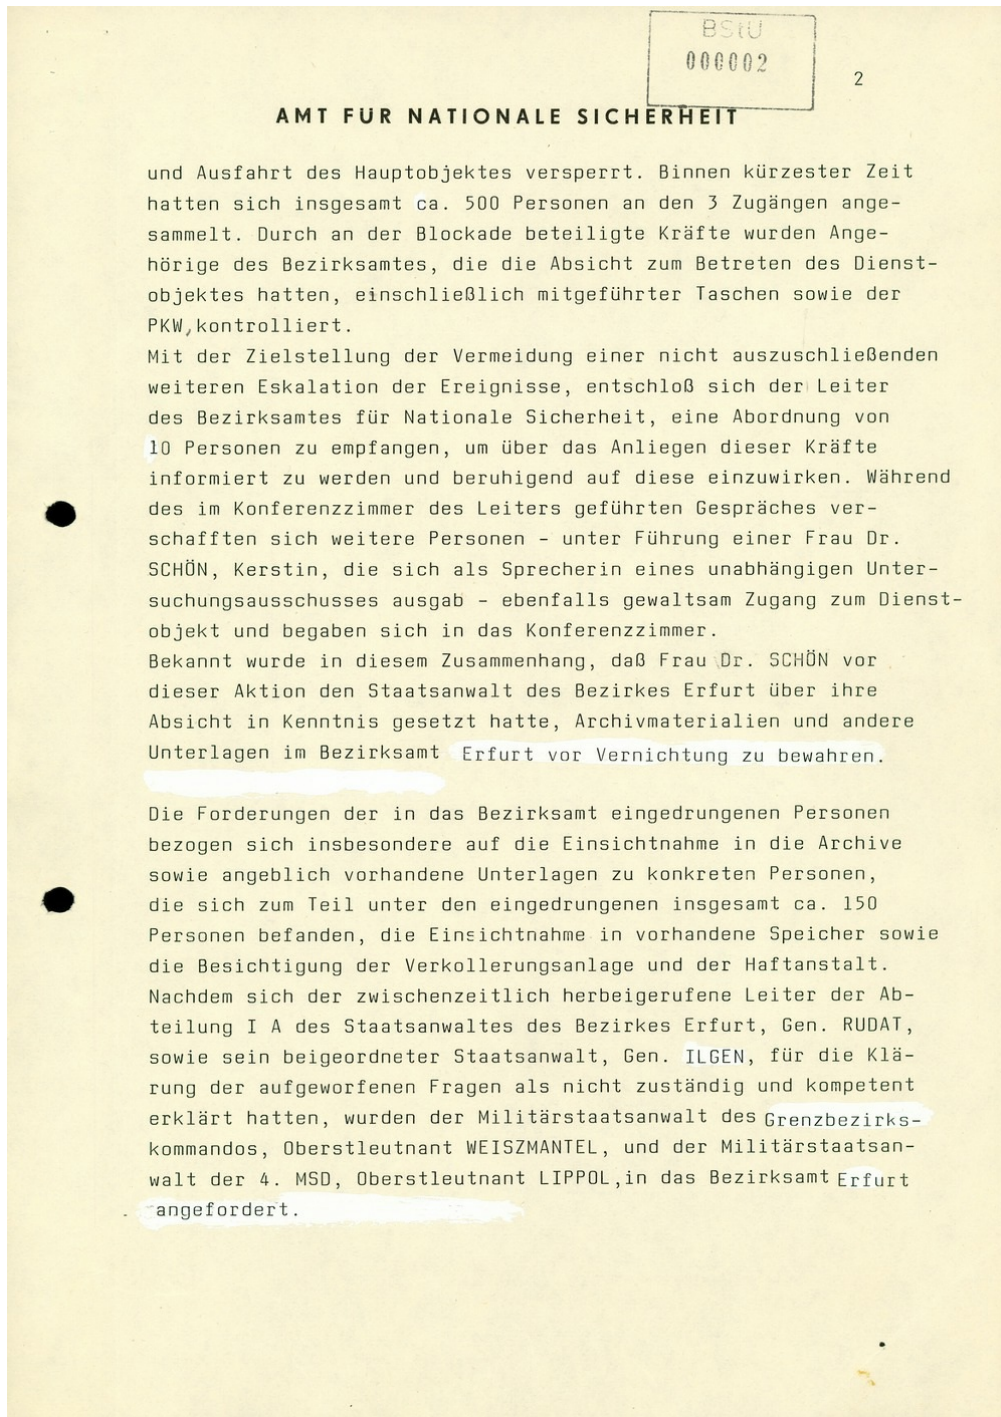 BStU
000002
2
AMT FÜR NATIONALE SICHERHEIT
und Ausfahrt des Hauptobjektes versperrt. Binnen kürzester Zeit
hatten sich insgesamt ca. 500 Personen an den 3 Zugängen ange-
sammelt. Durch an der Blockade beteiligte Kräfte wurden Ange-
hörige des Bezirksamtes, die die Absicht zum Betreten des Dienst-
objektes hatten, einschließlich mitgeführter Taschen sowie der
PKW, kontrolliert.
Mit der Zielstellung der Vermeidung einer nicht auszuschließenden
weiteren Eskalation der Ereignisse, entschloß sich der Leiter
des Bezirksamtes für Nationale Sicherheit, eine Abordnung von
10 Personen zu empfangen, um über das Anliegen dieser Kräfte
informiert zu werden und beruhigend auf diese einzuwirken. Während
des im Konferenzzimmer des Leiters geführten Gespräches ver-
schafften sich weitere Personen - unter Führung einer Frau Dr.
SCHÖN, Kerstin, die sich als Sprecherin eines unabhängigen Unter-
suchungsausschusses ausgab - ebenfalls gewaltsam Zugang zum Dienst-
objekt und begaben sich in das Konferenzzimmer.
Bekannt wurde in diesem Zusammenhang, daß Frau Dr. SCHÖN vor
dieser Aktion den Staatsanwalt des Bezirkes Erfurt über ihre
Absicht in Kenntnis gesetzt hatte, Archivmaterialien und andere
Unterlagen im Bezirksamt Erfurt vor Vernichtung zu bewahren.
Die Forderungen der in das Bezirksamt eingedrungenen Personen
bezogen sich insbesondere auf die Einsichtnahme in die Archive
sowie angeblich vorhandene Unterlagen zu konkreten Personen,
die sich zum Teil unter den eingedrungenen insgesamt ca. 150
Personen befanden, die Einsichtnahme in vorhandene Speicher sowie
die Besichtigung der Verkollerungsanlage und der Haftanstalt.
Nachdem sich der zwischenzeitlich herbeigerufene Leiter der Ab-
teilung I A des Staatsanwaltes des Bezirkes Erfurt, Gen. RUDAT,
sowie sein beigeordneter Staatsanwalt, Gen. ILGEN, für die Klä-
rung der aufgeworfenen Fragen als nicht zuständig und kompetent
erklärt hatten, wurden der Militärstaatsanwalt des Grenzbezirks-
kommandos, Oberstleutnant WEISZMANTEL, und der Militärstaatsan-
walt der 4. MSD, Oberstleutnant LIPPOL, in das Bezirksamt Erfurt
angefordert.